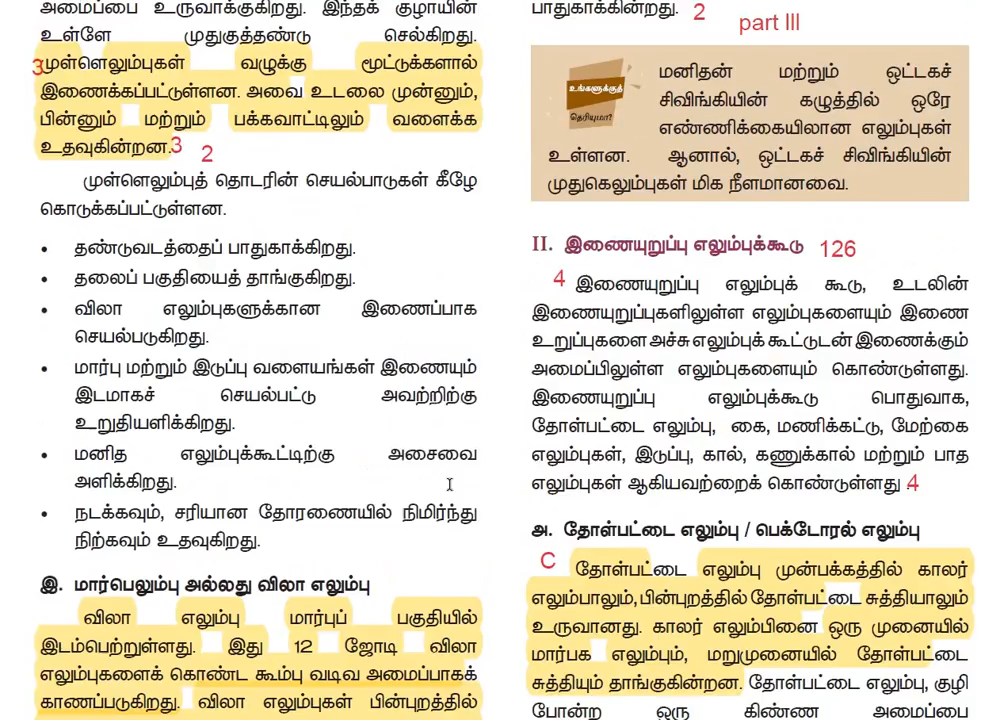 அமைப்பை உருவாக்குகிறது. இந்தக் குழாயின்
உள்ளே முதுகுத்தண்டு செல்கிறது.
3 முள்ளெலும்புகள் வழுக்கு மூட்டுக்களால்
இணைக்கப்பட்டுள்ளன. அவை உடலை முன்னும்,
பின்னும் மற்றும் பக்கவாட்டிலும் வளைக்க
உதவுகின்றன. 3 2
முள்ளெலும்புத் தொடரின் செயல்பாடுகள் கீழே
கொடுக்கப்பட்டுள்ளன.
• தண்டுவடத்தைப் பாதுகாக்கிறது.
• தலைப் பகுதியைத் தாங்குகிறது.
• விலா எலும்புகளுக்கான இணைப்பாக
செயல்படுகிறது.
• மார்பு மற்றும் இடுப்பு வளையங்கள் இணையும்
இடமாகச் செயல்பட்டு அவற்றிற்கு
உறுதியளிக்கிறது.
• மனித எலும்புக்கூட்டிற்கு அசைவை
அளிக்கிறது.
• நடக்கவும், சரியான தோரணையில் நிமிர்ந்து
நிற்கவும் உதவுகிறது.
இ. மார்பெலும்பு அல்லது விலா எலும்பு
விலா எலும்பு மார்புப் பகுதியில்
இடம்பெற்றுள்ளது. இது 12 ஜோடி விலா
எலும்புகளைக் கொண்ட கூம்பு வடிவ அமைப்பாகக்
காணப்படுகிறது. விலா எலும்புகள் பின்புறத்தில்
பாதுகாக்கின்றன. 2
part III
உங்களுக்குத்
தெரியுமா?
மனிதன் மற்றும் ஒட்டகச்
சிவிங்கியின் கழுத்தில் ஒரே
எண்ணிக்கையிலான எலும்புகள்
உள்ளன. ஆனால், ஒட்டகச் சிவிங்கியின்
முதுகெலும்புகள் மிக நீளமானவை.
II. இணையுறுப்பு எலும்புக்கூடு 126
4 இணையுறுப்பு எலும்புக் கூடு, உடலின்
இணையுறுப்புகளிலுள்ள எலும்புகளையும் இணை
உறுப்புகளை அச்சு எலும்புக் கூட்டுடன் இணைக்கும்
அமைப்பிலுள்ள எலும்புகளையும் கொண்டுள்ளது.
இணையுறுப்பு எலும்புக்கூடு பொதுவாக,
தோள்பட்டை எலும்பு, கை, மணிக்கட்டு, மேற்கை
எலும்புகள், இடுப்பு, கால், கணுக்கால் மற்றும் பாத
எலும்புகள் ஆகியவற்றைக் கொண்டுள்ளது. 4
அ. தோள்பட்டை எலும்பு / பெக்டோரல் எலும்பு
C தோள்பட்டை எலும்பு முன்பக்கத்தில் காலர்
எலும்பாலும், பின்புறத்தில் தோள்பட்டை சுத்தியாலும்
உருவானது. காலர் எலும்பினை ஒரு முனையில்
மார்பக எலும்பும், மறுமுனையில் தோள்பட்டை
சுத்தியும் தாங்குகின்றன. தோள்பட்டை எலும்பு, குழி
போன்ற ஒரு கிண்ண அமைப்பை